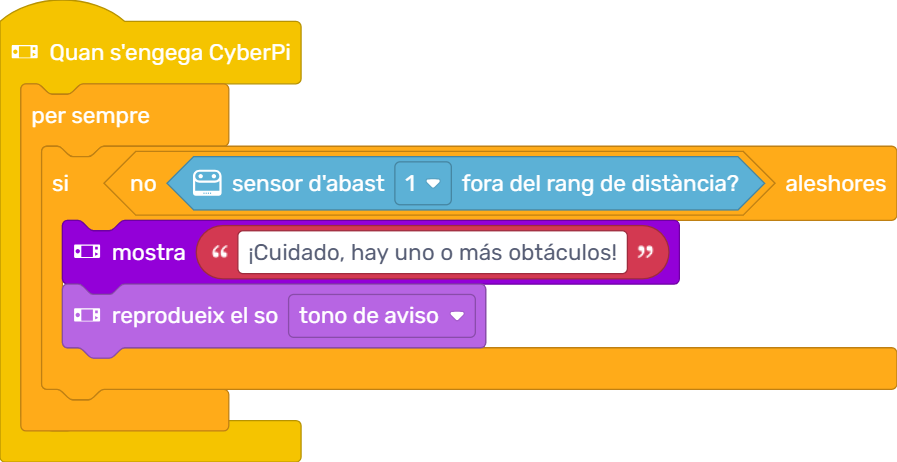 Quan s'engega CyberPi
per sempre
si no sensor d'abast 1 fora del rang de distància? aleshores
mostra “ ¡Cuidado, hay uno o más obtáculos! ”
reprodueix el so tono de aviso